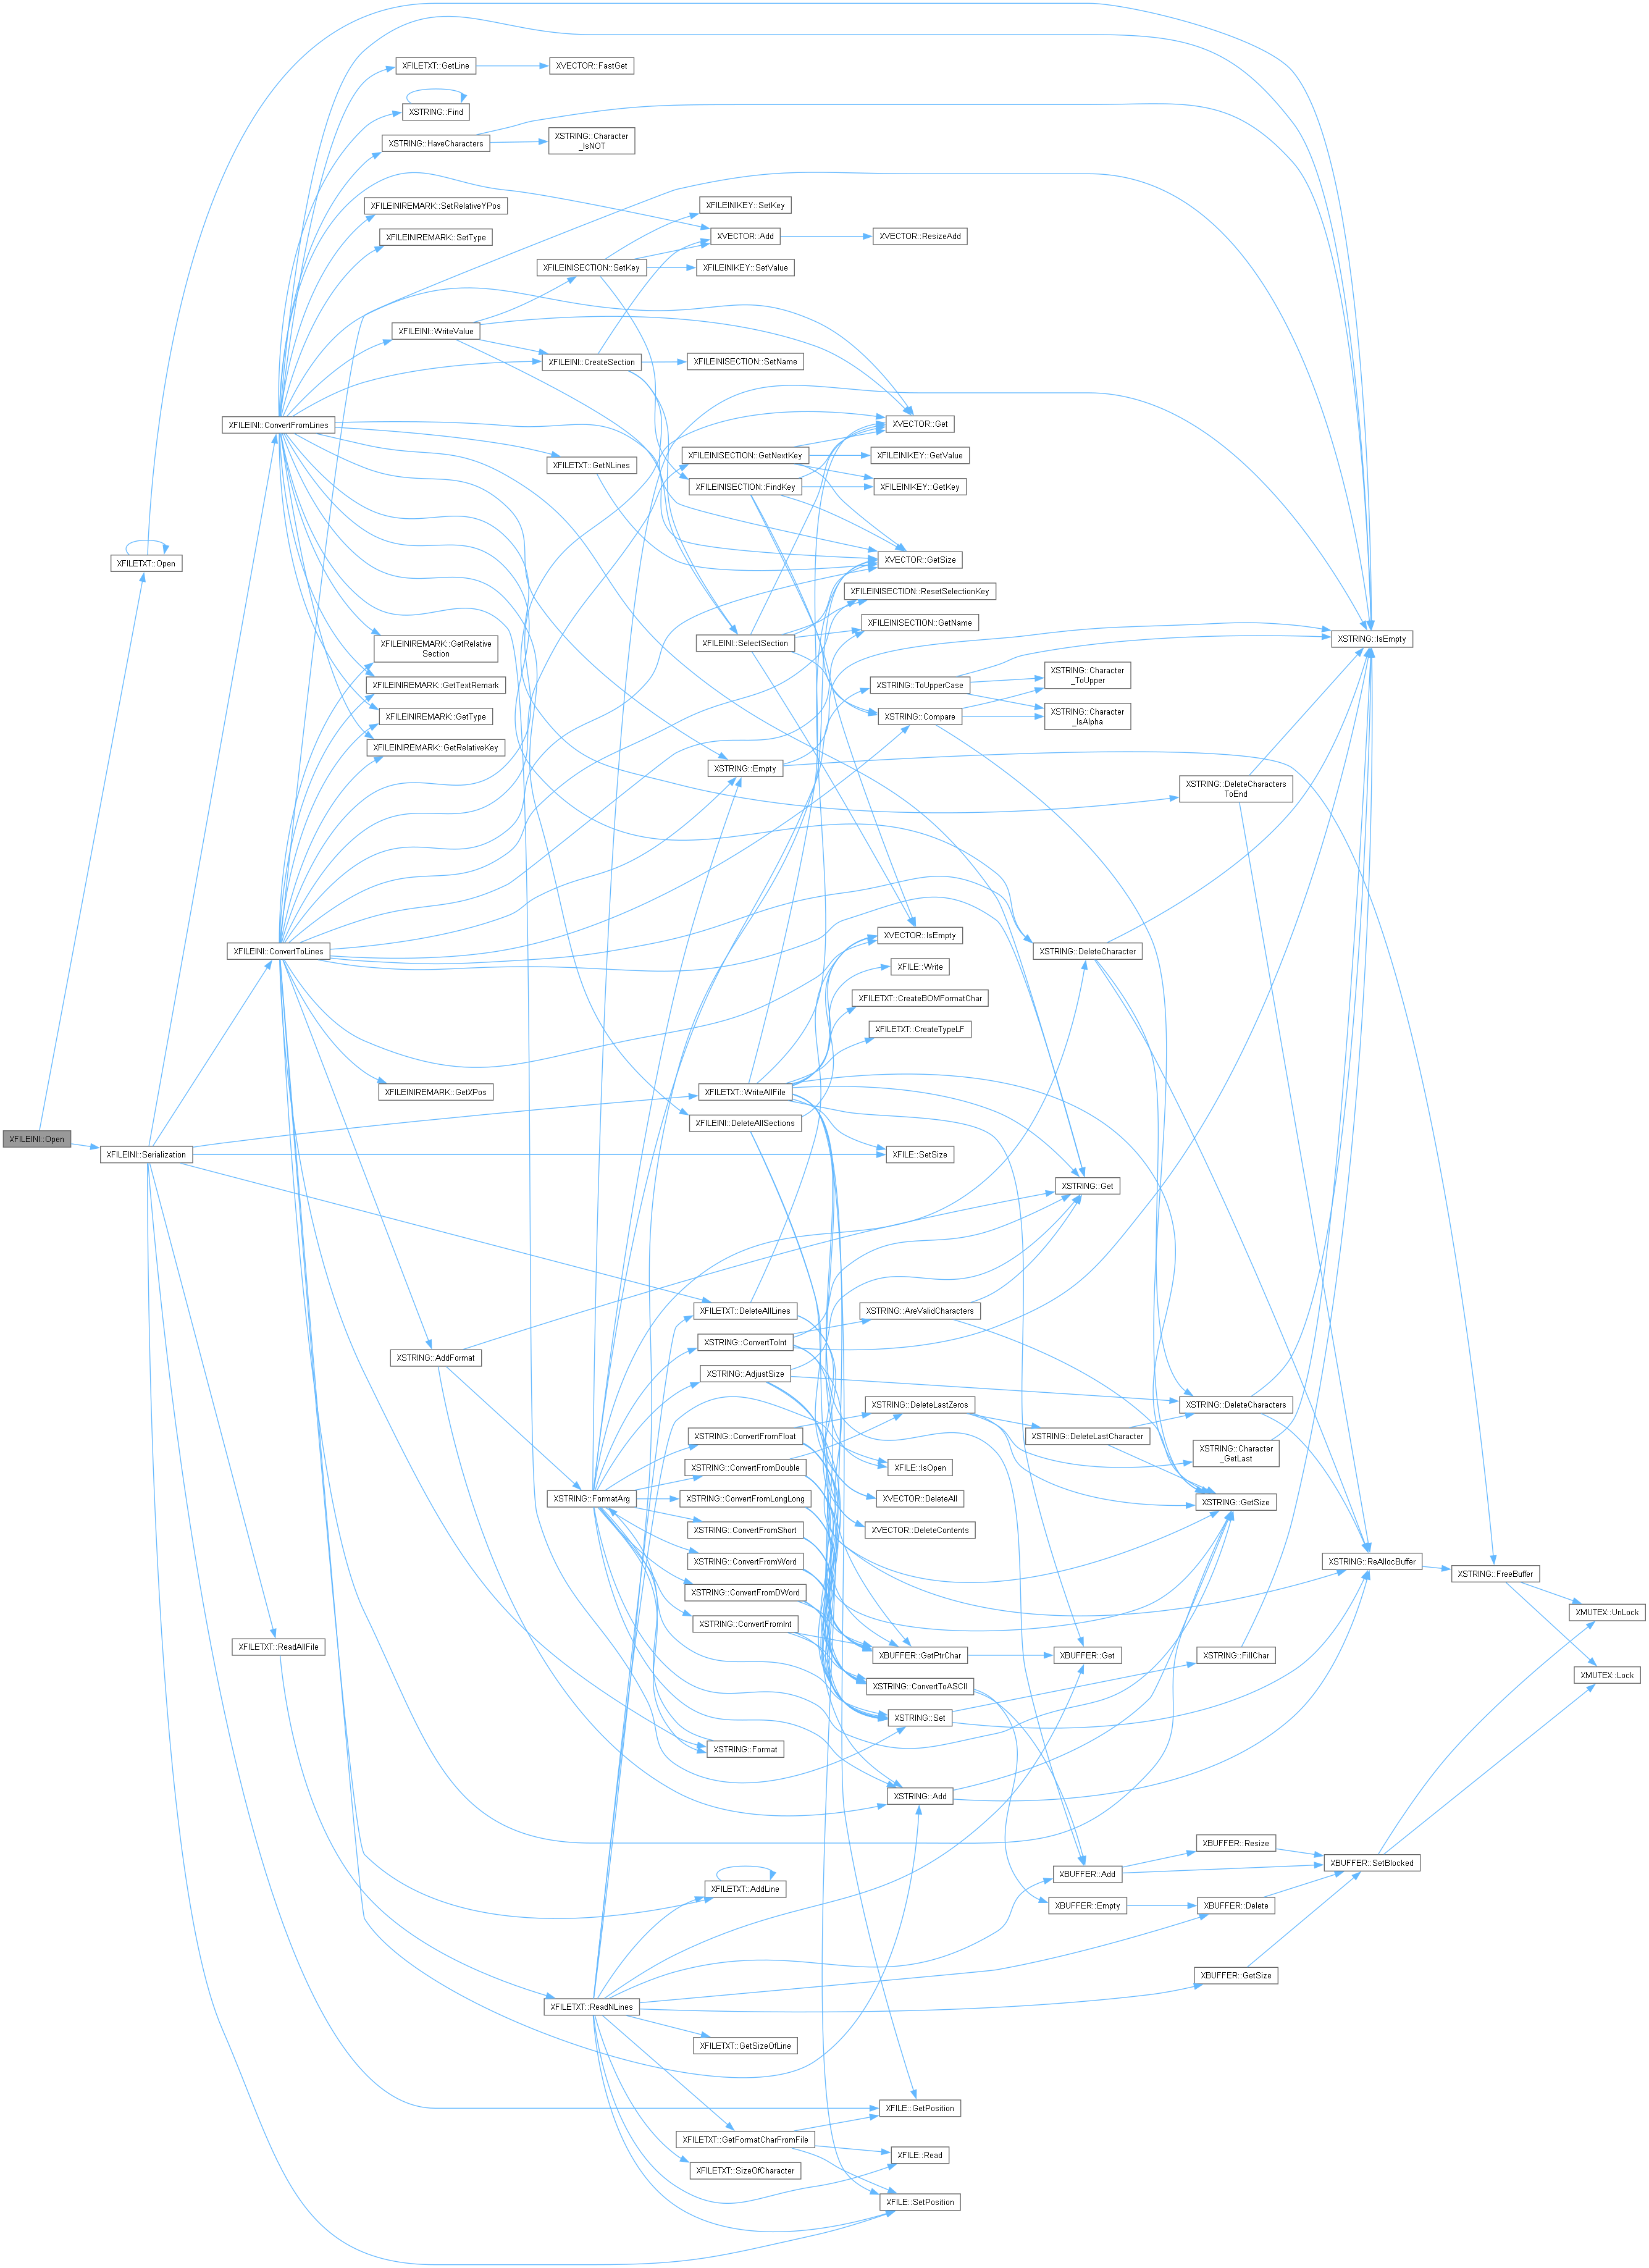 XFILETXT::GetLine
XVECTOR::FastGet
XSTRING::Find
XSTRING::HaveCharacters
XSTRING::Character
_IsNOT
XFILEINIREMARK::SetRelativeYPos
XFILEINIKEY::SetKey
XFILEINIREMARK::SetType
XVECTOR::Add
XVECTOR::ResizeAdd
XFILEINISECTION::SetKey
XFILEINIKEY::SetValue
XFILEINI::WriteValue
XFILEINI::CreateSection
XFILEINISECTION::SetName
XFILEINI::ConvertFromLines
XVECTOR::Get
XFILETXT::GetNLines
XFILEINISECTION::GetNextKey
XFILEINIKEY::GetValue
XFILEINISECTION::FindKey
XFILEINIKEY::GetKey
XFILETXT::Open
XVECTOR::GetSize
XFILEINISECTION::ResetSelectionKey
XFILEINISECTION::GetName
XFILEINIREMARK::GetRelative
Section
XFILEINI::SelectSection
XSTRING::IsEmpty
XFILEINIREMARK::GetTextRemark
XSTRING::ToUpperCase
XSTRING::Character
_ToUpper
XFILEINIREMARK::GetType
XSTRING::Compare
XSTRING::Character
_IsAlpha
XFILEINIREMARK::GetRelativeKey
XSTRING::Empty
XSTRING::DeleteCharacters
ToEnd
XVECTOR::IsEmpty
XFILEINI::ConvertToLines
XSTRING::DeleteCharacter
XFILE::Write
XFILETXT::CreateBOMFormatChar
XFILETXT::CreateTypeLF
XFILEINIREMARK::GetXPos
XFILETXT::WriteAllFile
XFILEINI::DeleteAllSections
XFILEINI::Open
XFILEINI::Serialization
XFILE::SetSize
XSTRING::Get
XFILETXT::DeleteAllLines
XSTRING::AreValidCharacters
XSTRING::ConvertToInt
XSTRING::AddFormat
XSTRING::AdjustSize
XSTRING::DeleteLastZeros
XSTRING::DeleteCharacters
XSTRING::ConvertFromFloat
XSTRING::DeleteLastCharacter
XSTRING::Character
_GetLast
XSTRING::ConvertFromDouble
XFILE::IsOpen
XSTRING::FormatArg
XSTRING::ConvertFromLongLong
XVECTOR::DeleteAll
XSTRING::GetSize
XSTRING::ConvertFromShort
XVECTOR::DeleteContents
XSTRING::ConvertFromWord
XSTRING::ReAllocBuffer
XSTRING::FreeBuffer
XSTRING::ConvertFromDWord
XMUTEX::UnLock
XSTRING::ConvertFromInt
XFILETXT::ReadAllFile
XBUFFER::GetPtrChar
XBUFFER::Get
XSTRING::FillChar
XMUTEX::Lock
XSTRING::ConvertToASCII
XSTRING::Set
XSTRING::Format
XSTRING::Add
XBUFFER::Resize
XBUFFER::SetBlocked
XBUFFER::Add
XFILETXT::AddLine
XBUFFER::Empty
XBUFFER::Delete
XBUFFER::GetSize
XFILETXT::ReadNLines
XFILETXT::GetSizeOfLine
XFILE::GetPosition
XFILETXT::GetFormatCharFromFile
XFILE::Read
XFILETXT::SizeOfCharacter
XFILE::SetPosition